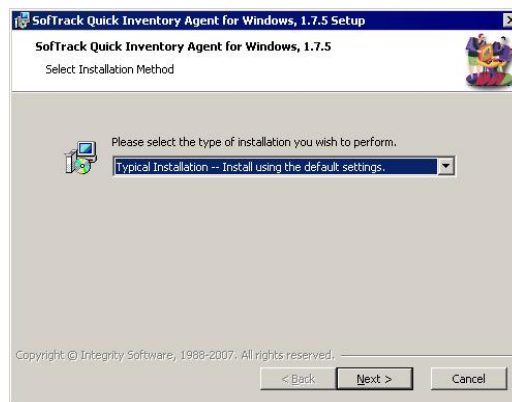 SofTrack Quick Inventory Agent for Windows, 1.7.5 Setup
SofTrack Quick Inventory Agent for Windows, 1.7.5
Select Installation Method
Please select the type of installation you wish to perform.
Typical Installation -- Install using the default settings.
Copyright © Integrity Software, 1988-2007. All rights reserved.
< Back Next > Cancel